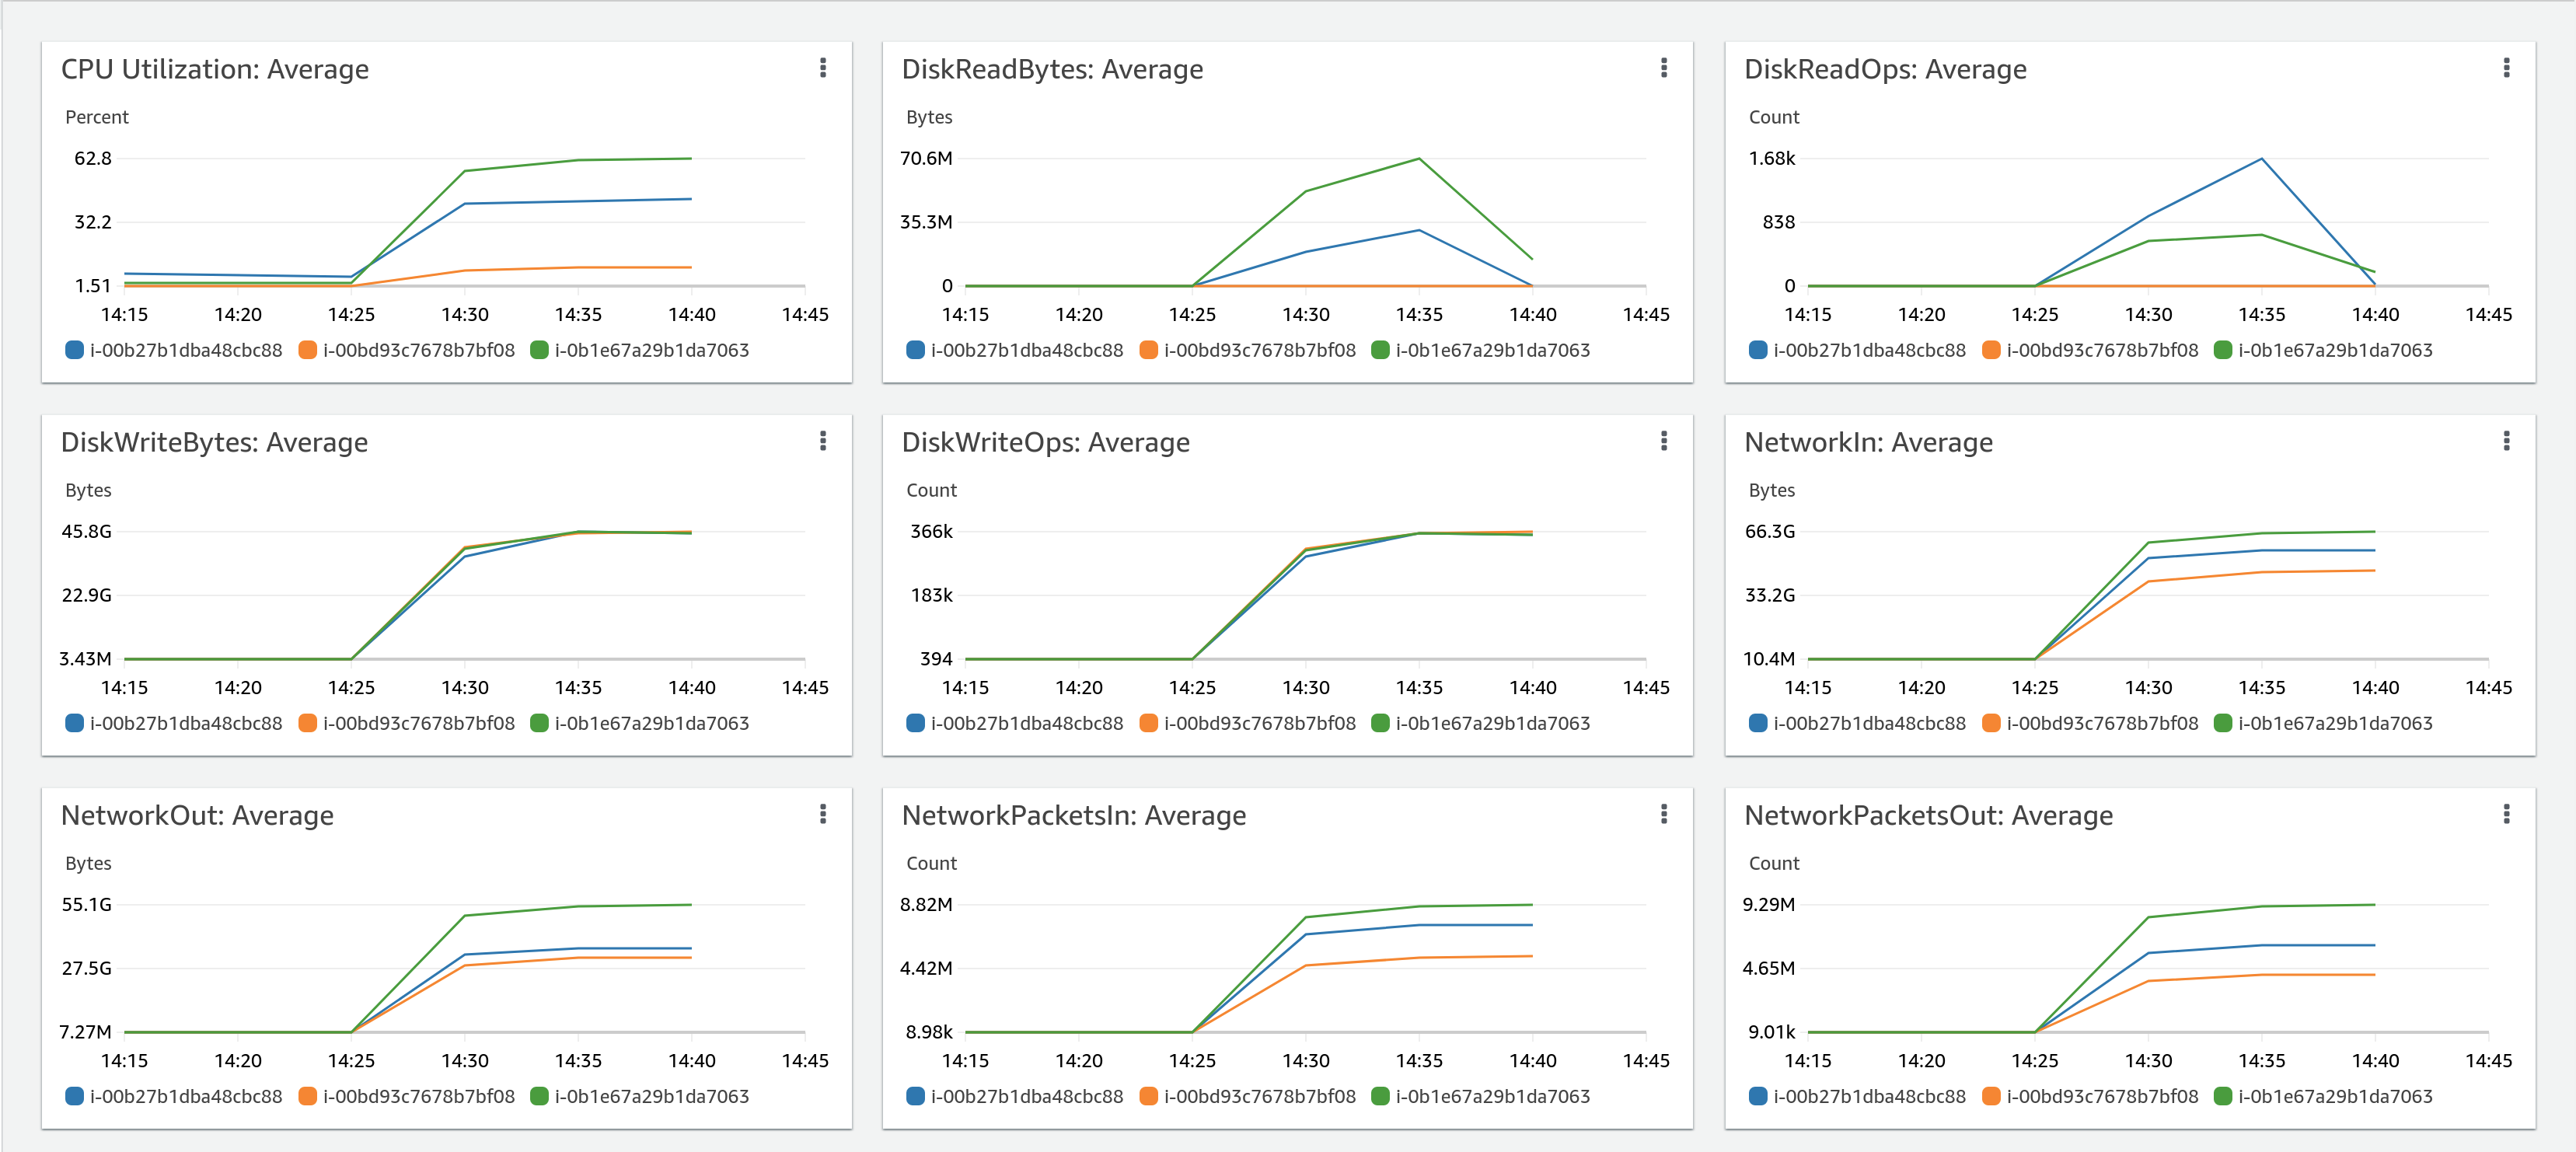 CPU Utilization: Average
Percent
62.8
32.2
1.51
14:15 14:20 14:25 14:30 14:35 14:40 14:45
i-00b27b1dba48cbc88 i-00bd93c7678b7bf08 i-0b1e67a29b1da7063
DiskReadBytes: Average
Bytes
70.6M
35.3M
0
14:15 14:20 14:25 14:30 14:35 14:40 14:45
i-00b27b1dba48cbc88 i-00bd93c7678b7bf08 i-0b1e67a29b1da7063
DiskReadOps: Average
Count
1.68k
838
0
14:15 14:20 14:25 14:30 14:35 14:40 14:45
i-00b27b1dba48cbc88 i-00bd93c7678b7bf08 i-0b1e67a29b1da7063
DiskWriteBytes: Average
Bytes
45.8G
22.9G
3.43M
14:15 14:20 14:25 14:30 14:35 14:40 14:45
i-00b27b1dba48cbc88 i-00bd93c7678b7bf08 i-0b1e67a29b1da7063
DiskWriteOps: Average
Count
366k
183k
394
14:15 14:20 14:25 14:30 14:35 14:40 14:45
i-00b27b1dba48cbc88 i-00bd93c7678b7bf08 i-0b1e67a29b1da7063
NetworkIn: Average
Bytes
66.3G
33.2G
10.4M
14:15 14:20 14:25 14:30 14:35 14:40 14:45
i-00b27b1dba48cbc88 i-00bd93c7678b7bf08 i-0b1e67a29b1da7063
NetworkOut: Average
Bytes
55.1G
27.5G
7.27M
14:15 14:20 14:25 14:30 14:35 14:40 14:45
i-00b27b1dba48cbc88 i-00bd93c7678b7bf08 i-0b1e67a29b1da7063
NetworkPacketsIn: Average
Count
8.82M
4.42M
8.98k
14:15 14:20 14:25 14:30 14:35 14:40 14:45
i-00b27b1dba48cbc88 i-00bd93c7678b7bf08 i-0b1e67a29b1da7063
NetworkPacketsOut: Average
Count
9.29M
4.65M
9.01k
14:15 14:20 14:25 14:30 14:35 14:40 14:45
i-00b27b1dba48cbc88 i-00bd93c7678b7bf08 i-0b1e67a29b1da7063